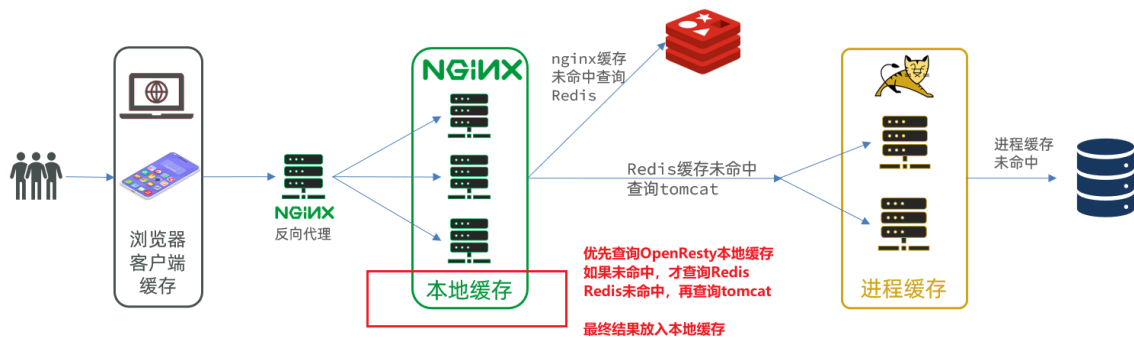 浏览器
客户端
缓存
NGINX
反向代理
NGINX
本地缓存
nginx缓存
未命中查询
Redis
Redis缓存未命中
查询tomcat
优先查询OpenResty本地缓存
如果未命中，才查询Redis
Redis未命中，再查询tomcat
最终结果放入本地缓存
进程缓存
进程缓存
未命中